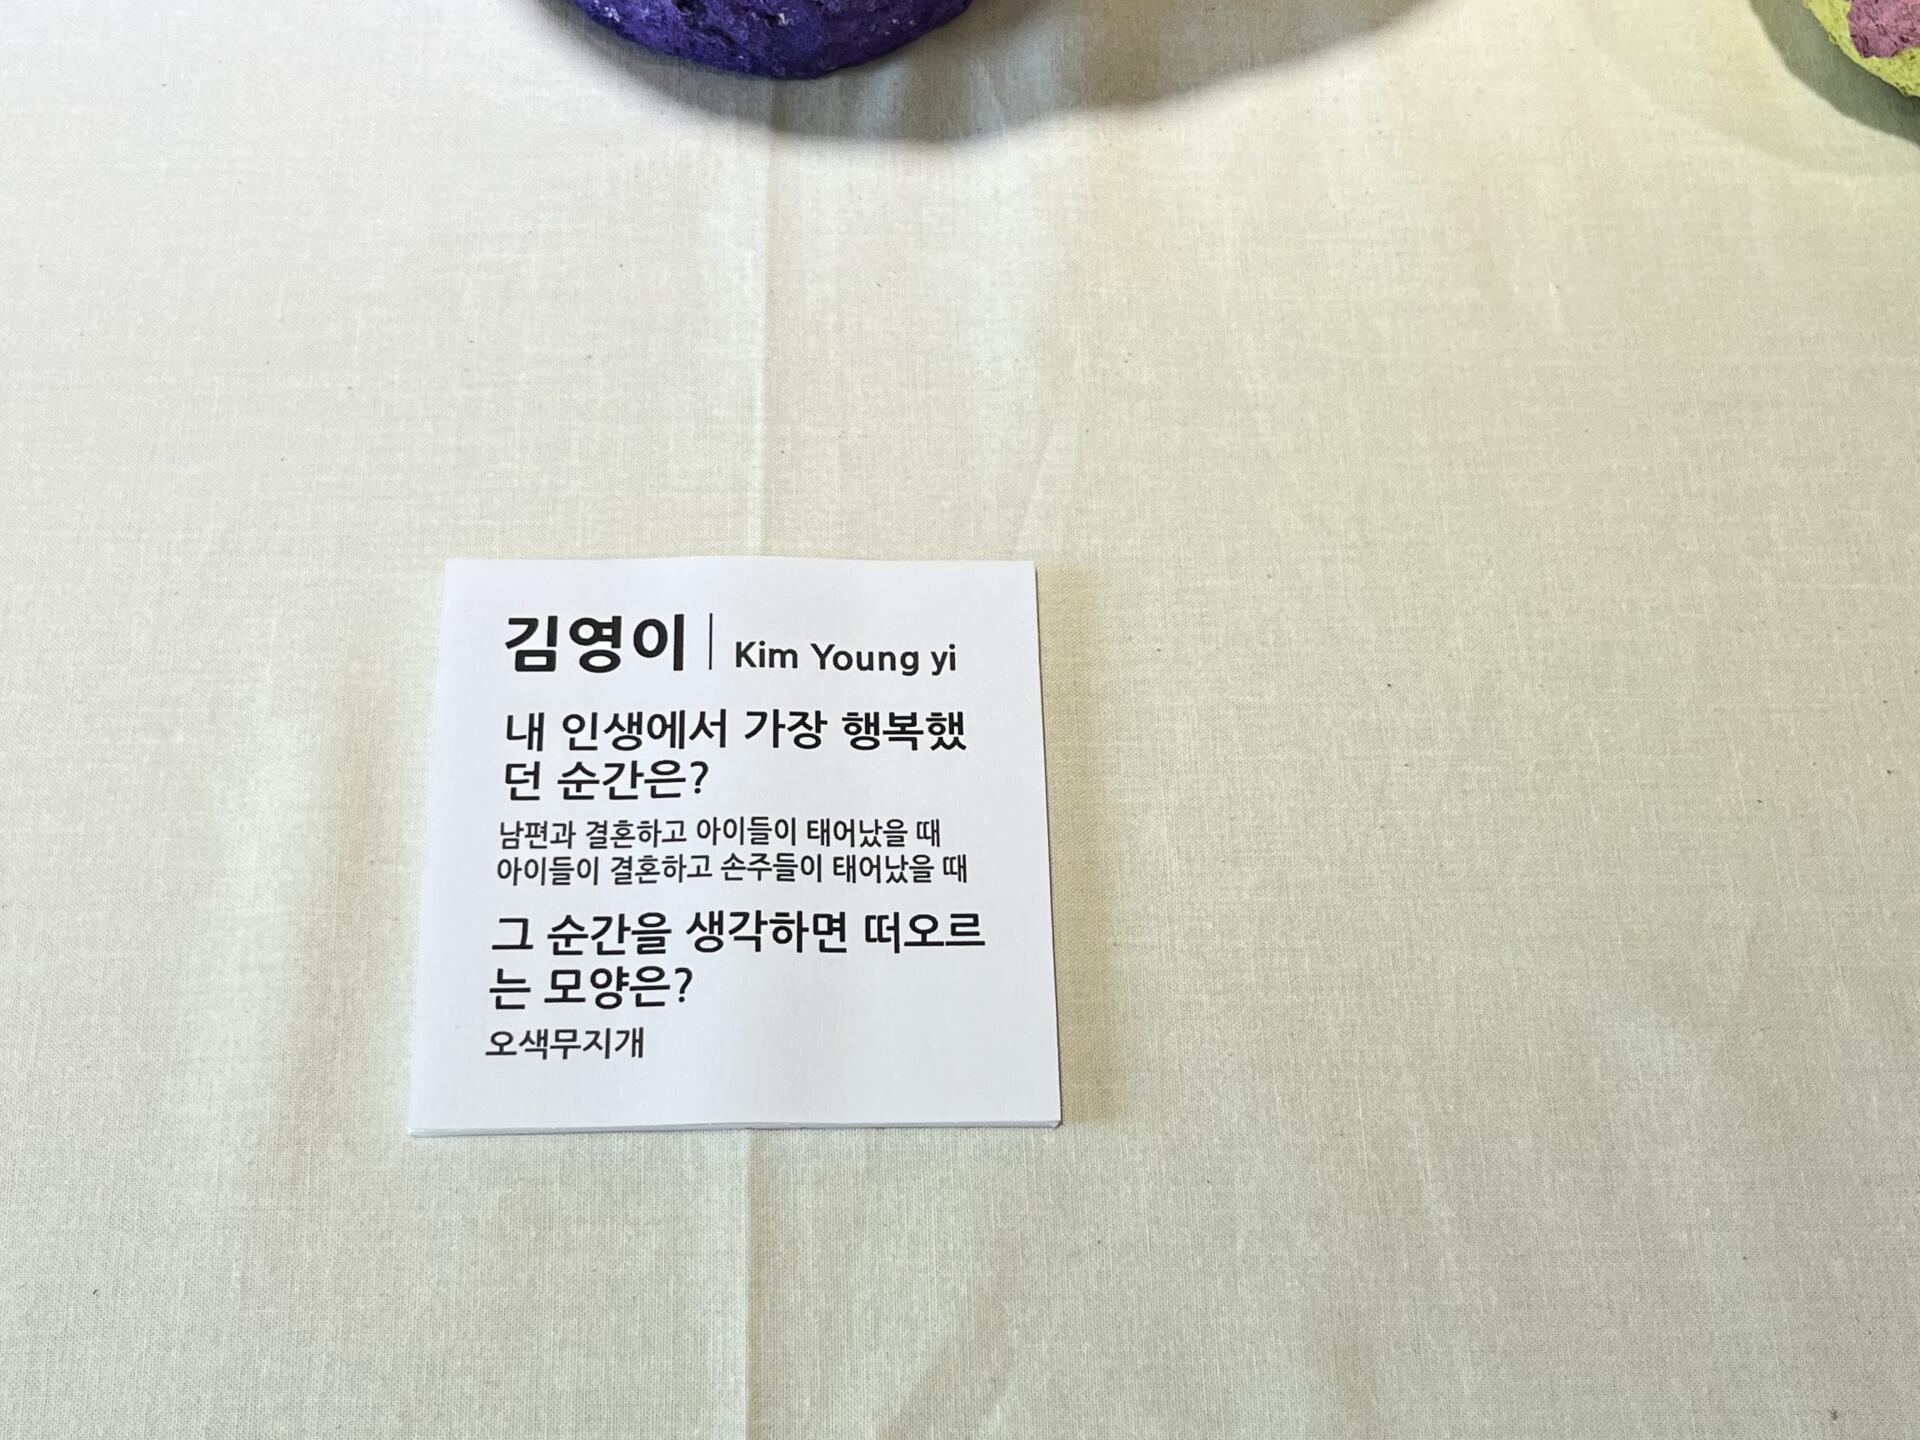 김영이 | Kim Young yi
내 인생에서 가장 행복했
던 순간은?
남편과 결혼하고 아이들이 태어났을 때
아이들이 결혼하고 손주들이 태어났을 때
그 순간을 생각하면 떠오르
는 모양은?
오색무지개